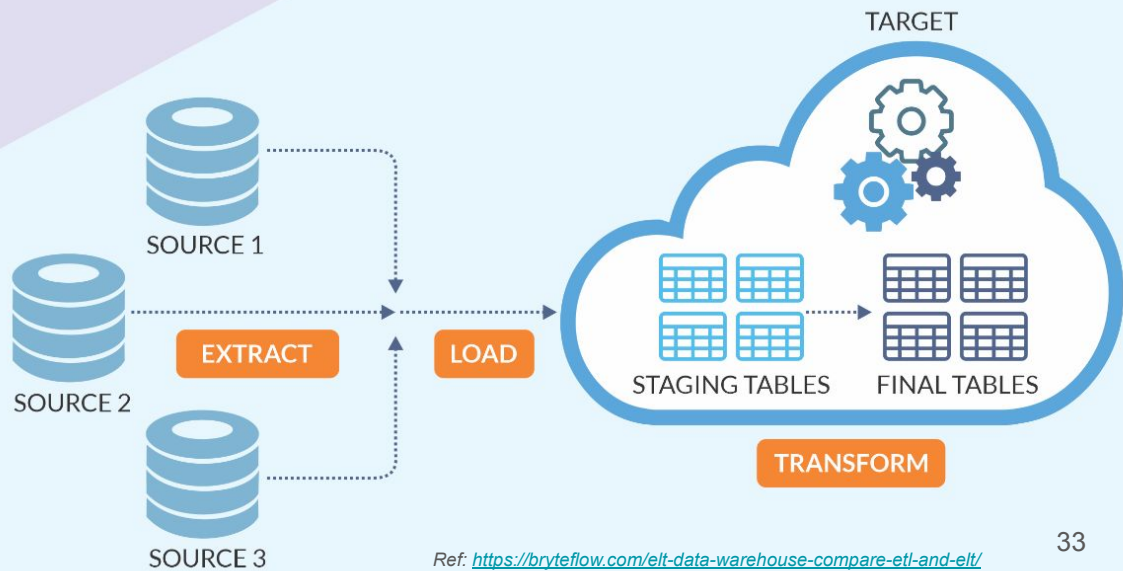 TARGET
SOURCE 1
EXTRACT
LOAD
SOURCE 2
STAGING TABLES
FINAL TABLES
TRANSFORM
SOURCE 3
Ref: https://bryteflow.com/elt-data-warehouse-compare-etl-and-elt/
33